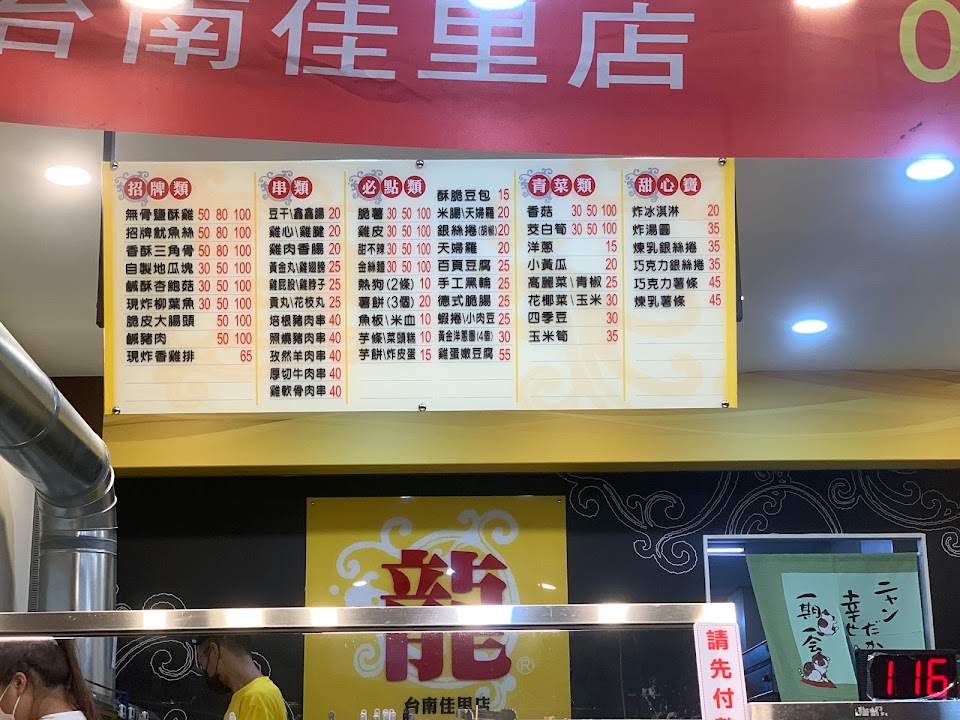 台南佳里店 0
招牌類
無骨鹽酥雞 50 80 100
招牌魷魚絲 50 80 100
香酥三角骨 50 80 100
自製地瓜塊 30 50 100
鹹酥杏鮑菇 30 50 100
現炸柳葉魚 30 50 100
脆皮大腸頭 50 100
鹹豬肉 50 100
現炸香雞排 65
串類
豆干\鑫鑫腸 20
雞心\雞腱 20
雞肉香腸 20
黃金丸\雞翅膀 25
雞屁股\雞脖子 25
貢丸\花枝丸 25
培根豬肉串 40
照燒豬肉串 40
孜然羊肉串 40
厚切牛肉串 40
雞軟骨肉串 40
必點類
脆薯 30 50 100
雞皮 30 50 100
甜不辣 30 50 100
金絲麵 30 50 100
熱狗(2條) 10
薯餅(3個) 20
魚板\米血 10
芋條\菜頭糕 10
芋餅\炸皮蛋 15
酥脆豆包 15
米腸\天婦羅 20
銀絲捲(胡椒) 20
天婦羅 20
百頁豆腐 25
手工黑輪 25
德式脆腸 25
蝦捲\小肉豆 25
黃金洋蔥圈(4個) 30
雞蛋嫩豆腐 55
青菜類
香菇 30 50 100
茭白筍 30 50 100
洋蔥 15
小黃瓜 20
高麗菜\青椒 25
花椰菜\玉米 30
四季豆 30
玉米筍 35
甜心寶
炸冰淇淋 20
炸湯圓 35
煉乳銀絲捲 35
巧克力銀絲捲 35
巧克力薯條 45
煉乳薯條 45
龍
®
台南佳里店
請先付
ニャン
幸せだか
一期一会
116